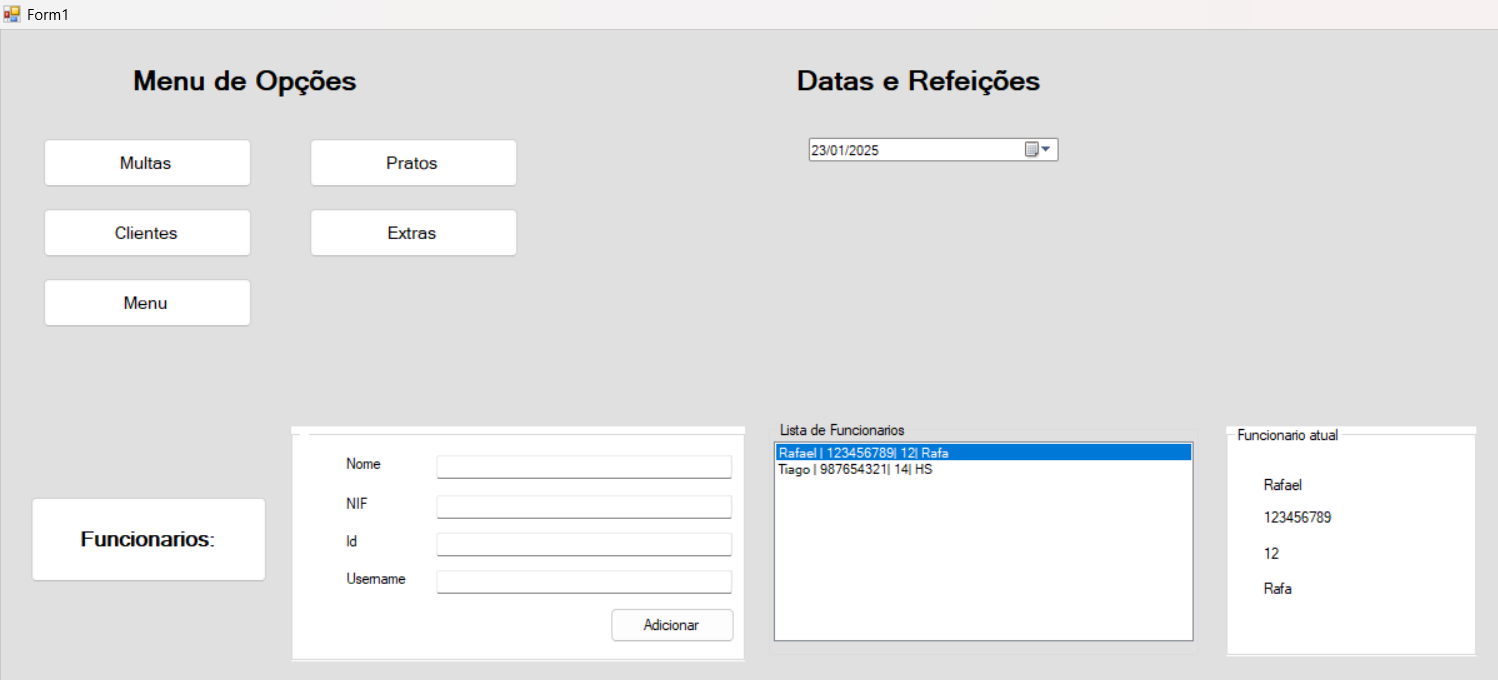 Form1
Menu de Opções
Datas e Refeições
23/01/2025
Multas
Pratos
Clientes
Extras
Menu
Funcionarios:
Nome
NIF
Id
Username
Adicionar
Lista de Funcionarios
Rafael | 123456789| 12| Rafa
Tiago | 987654321| 14| HS
Funcionario atual
Rafael
123456789
12
Rafa